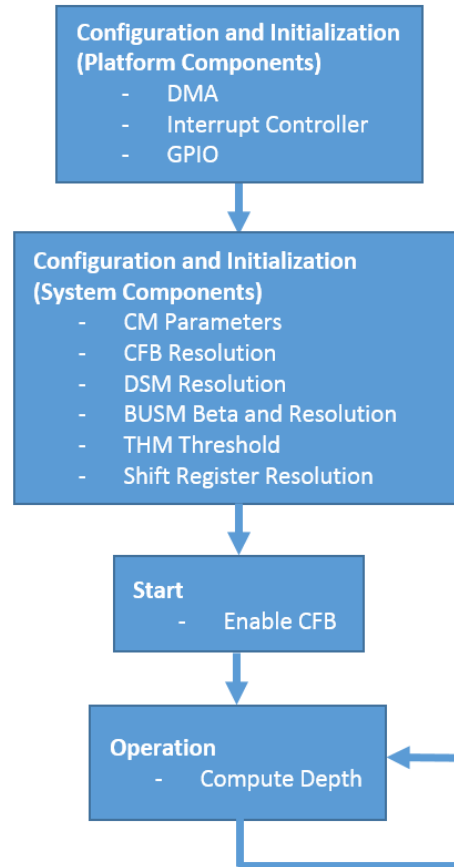 Configuration and Initialization
(Platform Components)
- DMA
- Interrupt Controller
- GPIO
Configuration and Initialization
(System Components)
- CM Parameters
- CFB Resolution
- DSM Resolution
- BUSM Beta and Resolution
- THM Threshold
- Shift Register Resolution
Start
- Enable CFB
Operation
- Compute Depth